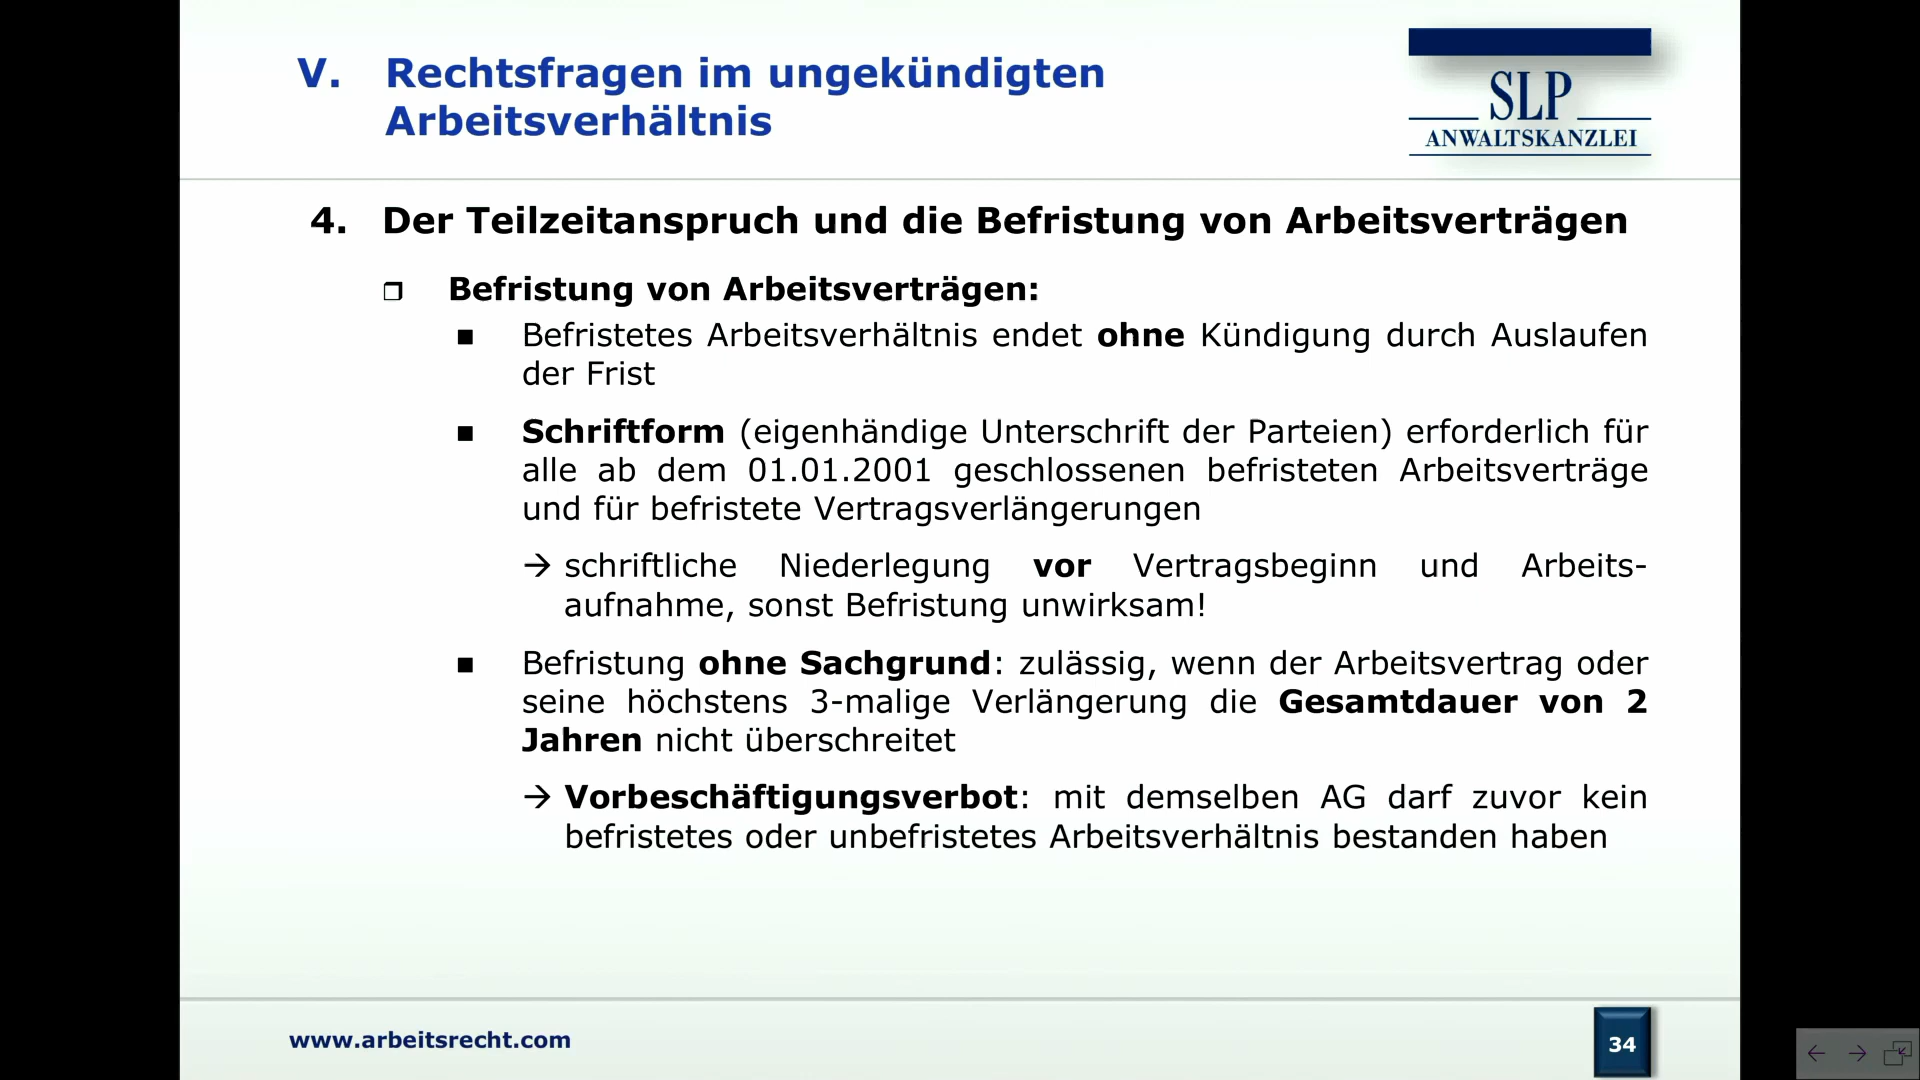 V. Rechtsfragen im ungekündigten
Arbeitsverhältnis
SLP
ANWALTSKANZLEI
4. Der Teilzeitanspruch und die Befristung von Arbeitsverträgen
Befristung von Arbeitsverträgen:
Befristetes Arbeitsverhältnis endet ohne Kündigung durch Auslaufen
der Frist
Schriftform (eigenhändige Unterschrift der Parteien) erforderlich für
alle ab dem 01.01.2001 geschlossenen befristeten Arbeitsverträge
und für befristete Vertragsverlängerungen
→ schriftliche Niederlegung vor Vertragsbeginn und Arbeits-
aufnahme, sonst Befristung unwirksam!
Befristung ohne Sachgrund: zulässig, wenn der Arbeitsvertrag oder
seine höchstens 3-malige Verlängerung die Gesamtdauer von 2
Jahren nicht überschreitet
→ Vorbeschäftigungsverbot: mit demselben AG darf zuvor kein
befristetes oder unbefristetes Arbeitsverhältnis bestanden haben
www.arbeitsrecht.com
34